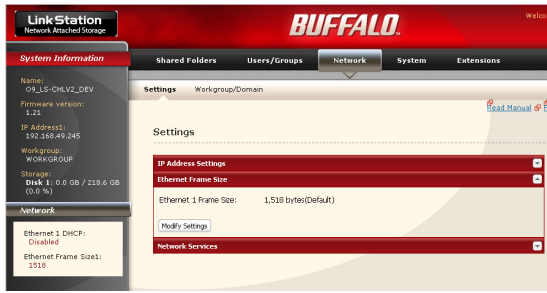 LinkStation
Network Attached Storage
BUFFALO
Welco
System Information
Shared Folders Users/Groups Network System Extensions
Name:
09_LS-CHLV2_DEV
Firmware version:
1.21
IP Address1:
192.168.49.245
Workgroup:
WORKGROUP
Storage:
Disk 1: 0.0 GB / 218.6 GB
(0.0 %)
Network
Ethernet 1 DHCP:
Disabled
Ethernet Frame Size1:
1518
Settings Workgroup/Domain
Read Manual
Settings
IP Address Settings
Ethernet Frame Size
Ethernet 1 Frame Size: 1,518 bytes(Default)
Modify Settings
Network Services